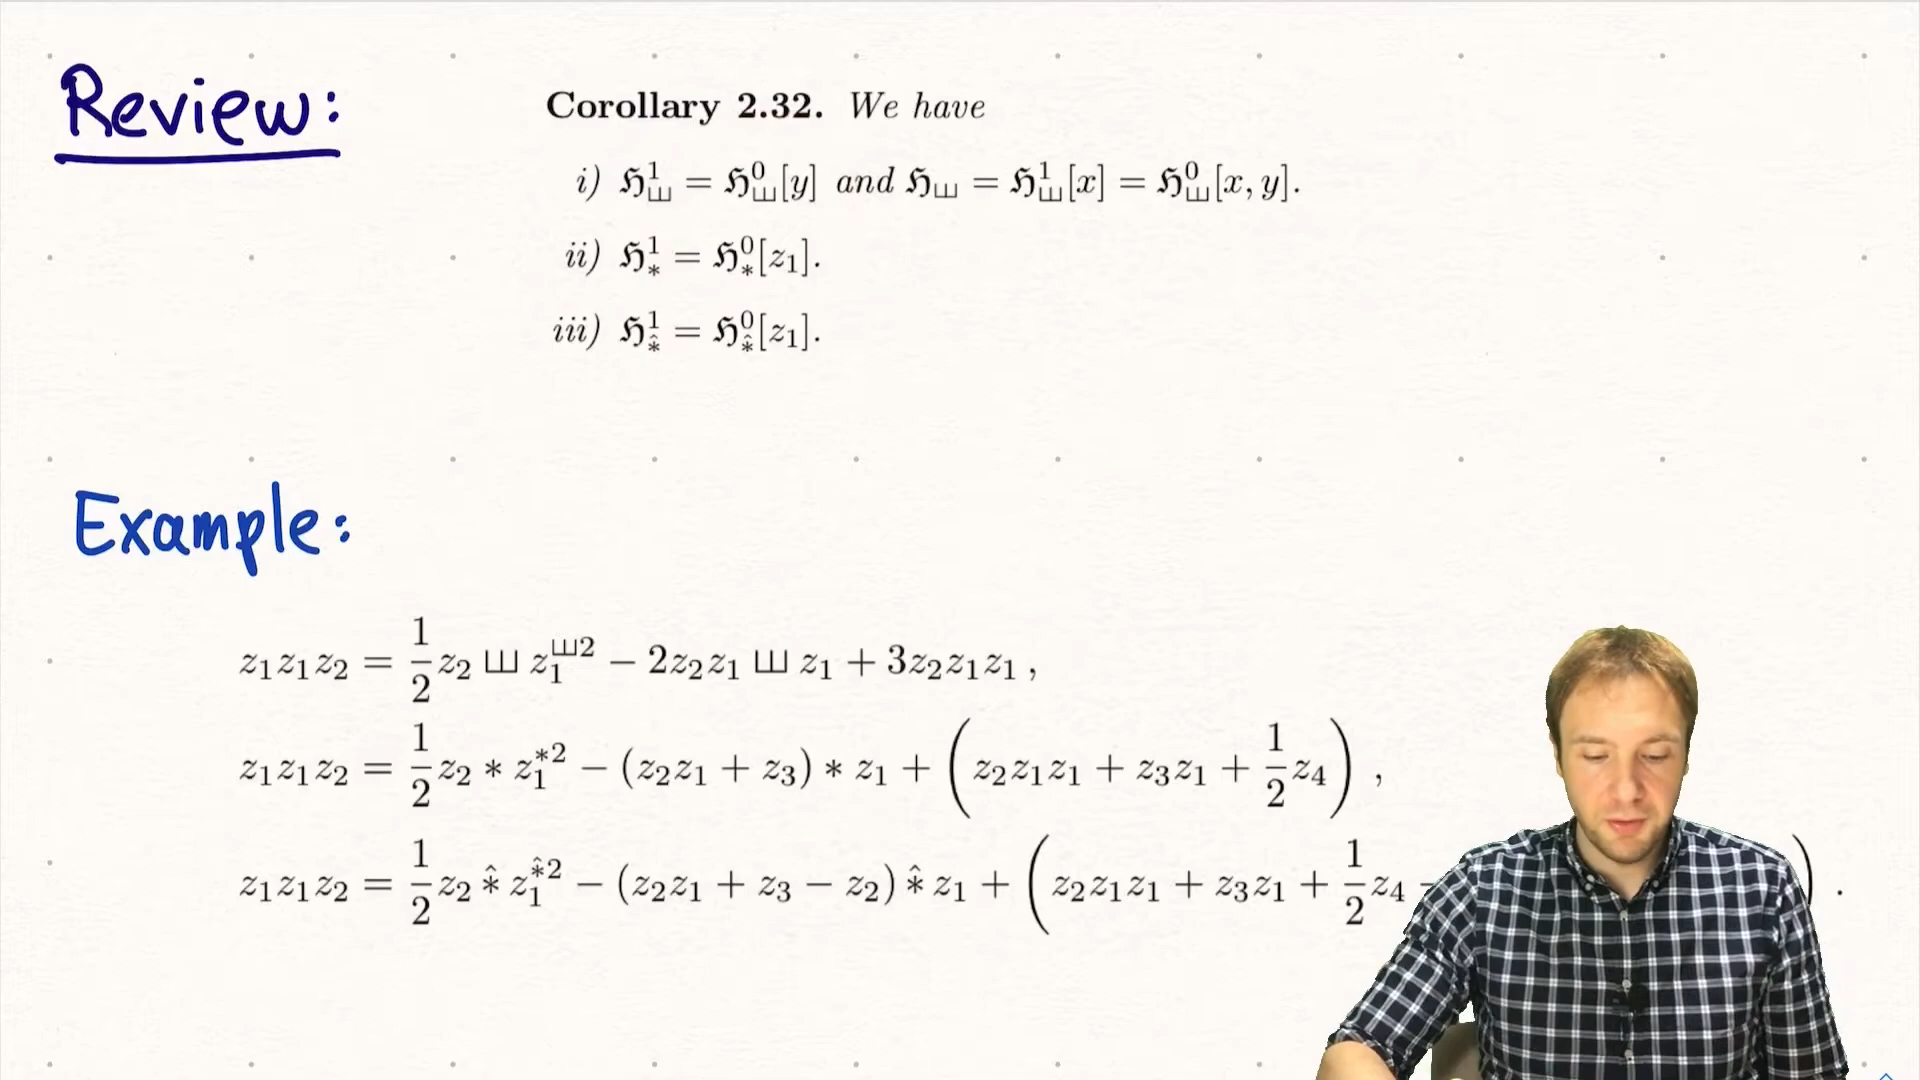 Review:
Corollary 2.32. We have
i) ℌ¹_ш = ℌ⁰_ш[y] and ℌ_ш = ℌ¹_ш[x] = ℌ⁰_ш[x, y].
ii) ℌ¹_* = ℌ⁰_*[z₁].
iii) ℌ¹_*̂ = ℌ⁰_*̂[z₁].
Example:
z₁z₁z₂ = 1/2 z₂ ш z₁^{ш2} − 2z₂z₁ ш z₁ + 3z₂z₁z₁ ,
z₁z₁z₂ = 1/2 z₂ * z₁^{*2} − (z₂z₁ + z₃) * z₁ + ( z₂z₁z₁ + z₃z₁ + 1/2 z₄ ) ,
z₁z₁z₂ = 1/2 z₂ *̂ z₁^{*̂2} − (z₂z₁ + z₃ − z₂) *̂ z₁ + ( z₂z₁z₁ + z₃z₁ + 1/2 z₄ ) .